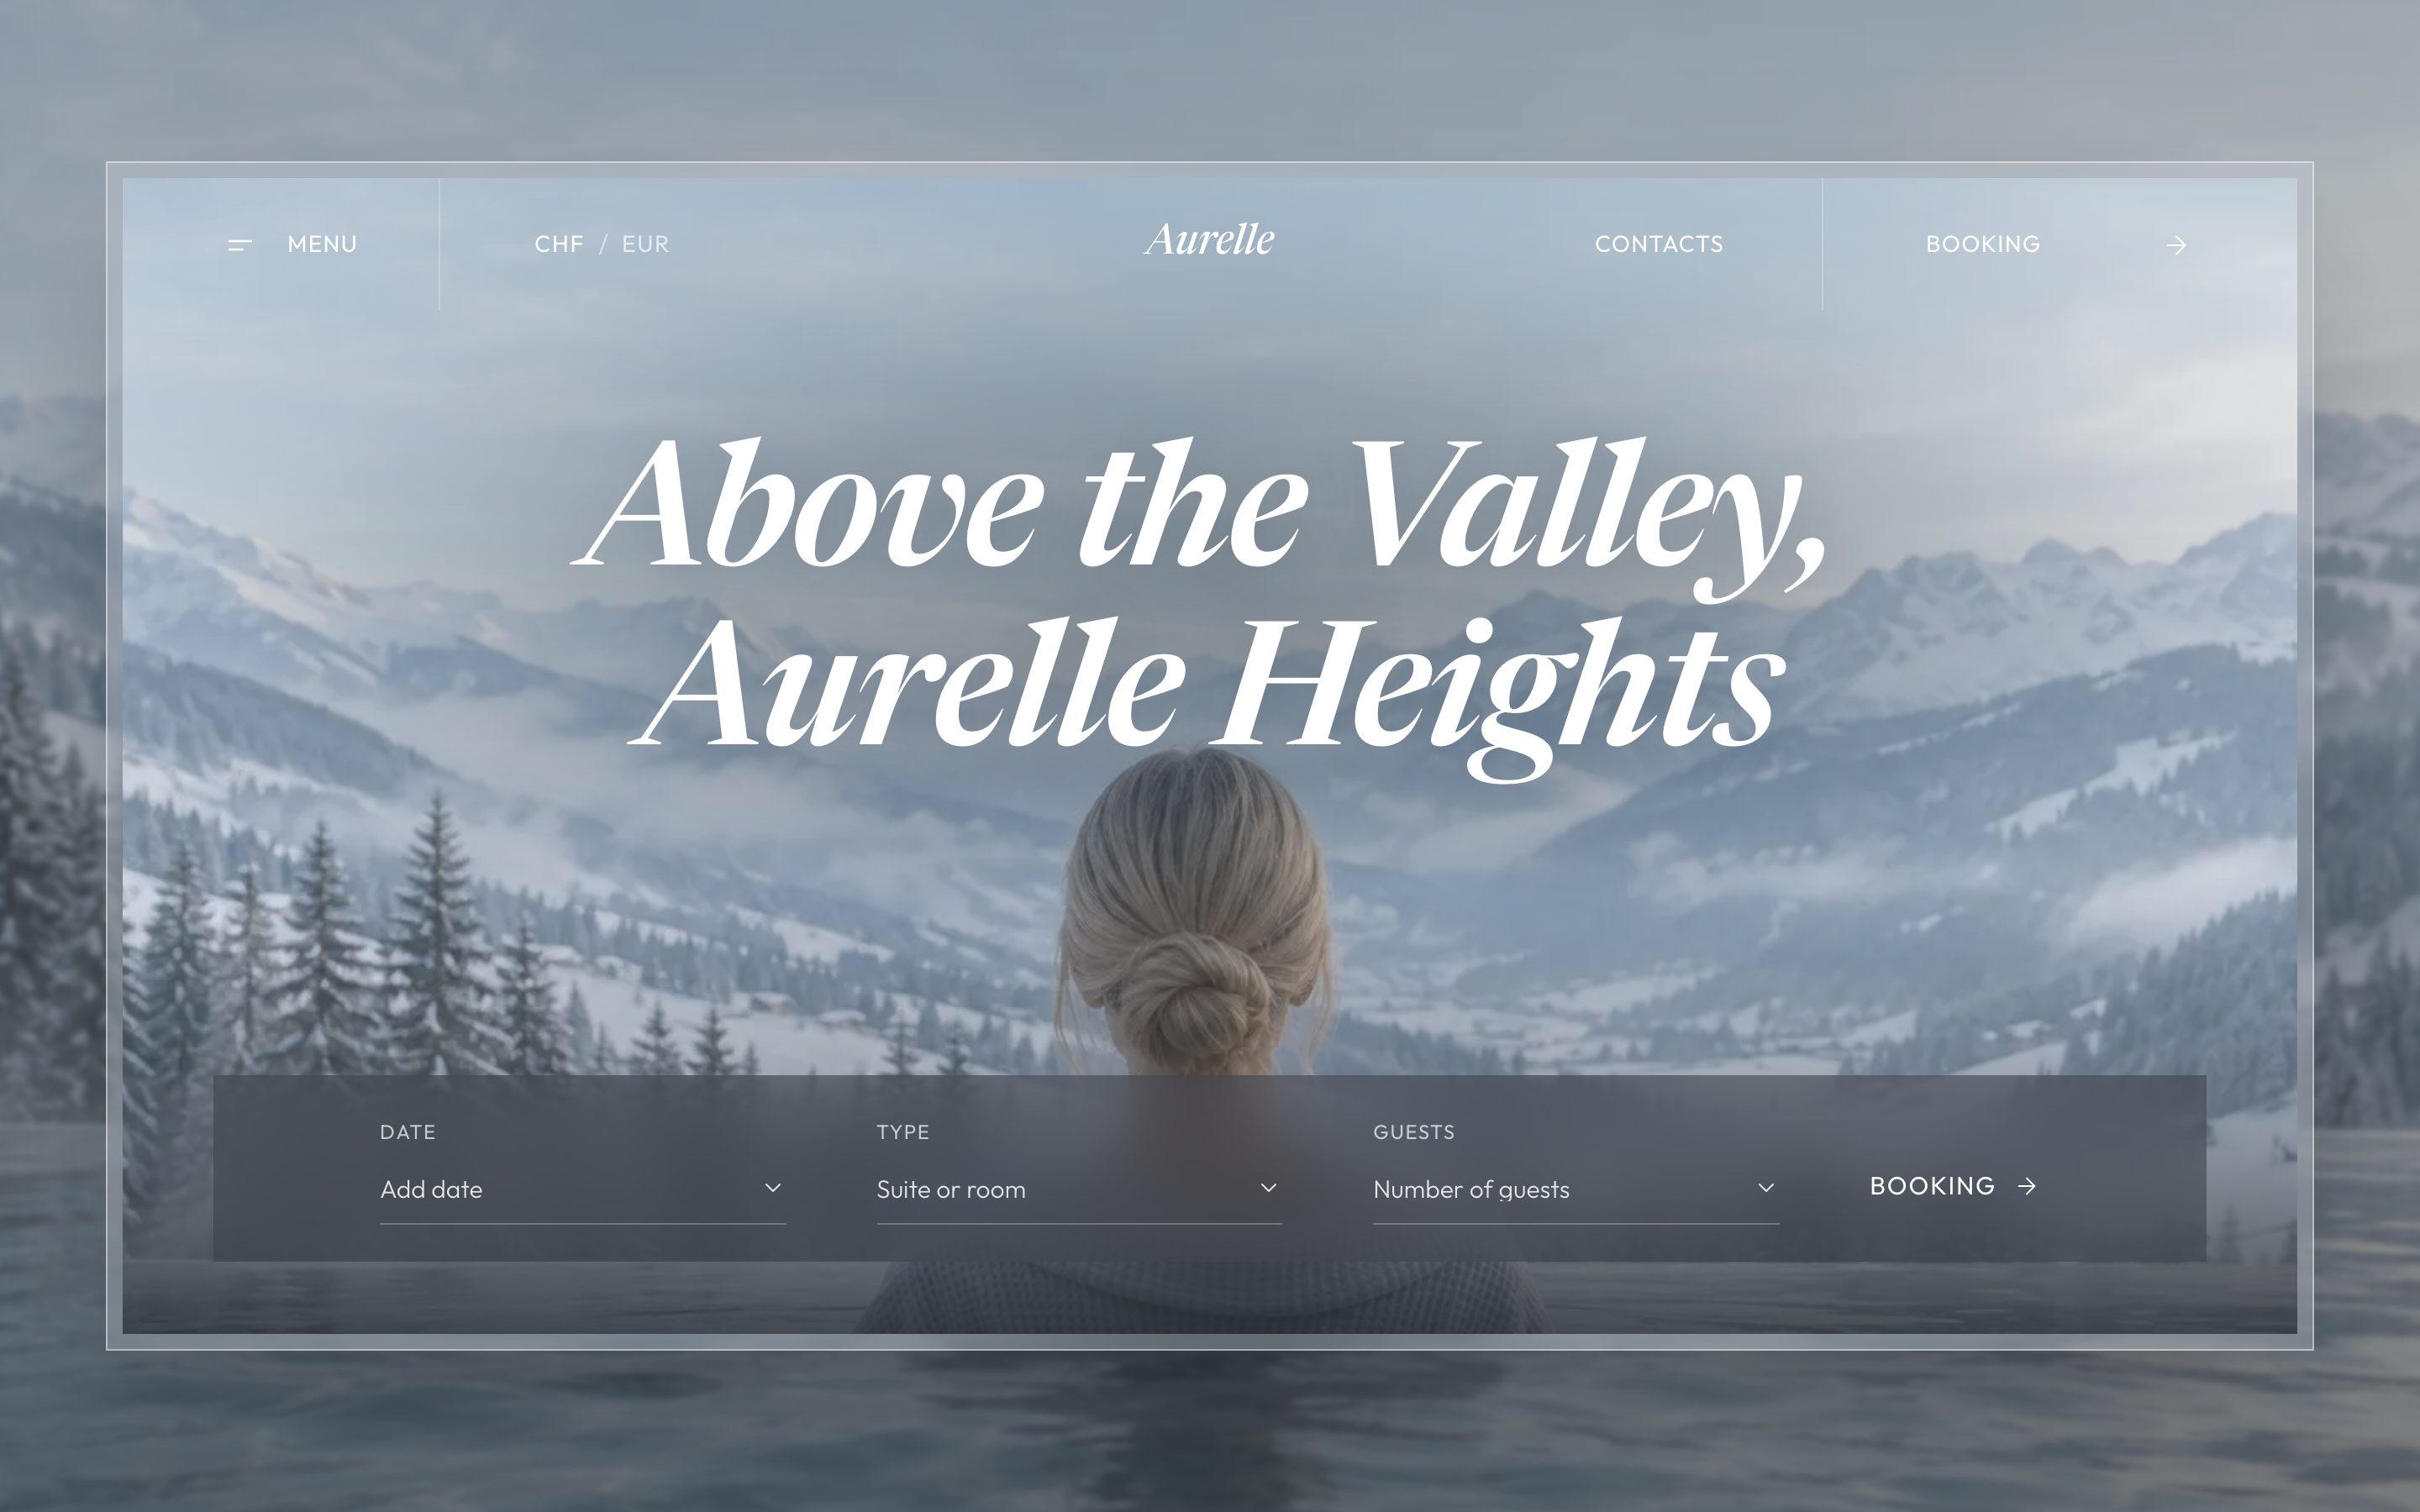 MENU
CHF / EUR
Aurelle
CONTACTS
BOOKING
Above the Valley,
Aurelle Heights
DATE
Add date
TYPE
Suite or room
GUESTS
Number of guests
BOOKING